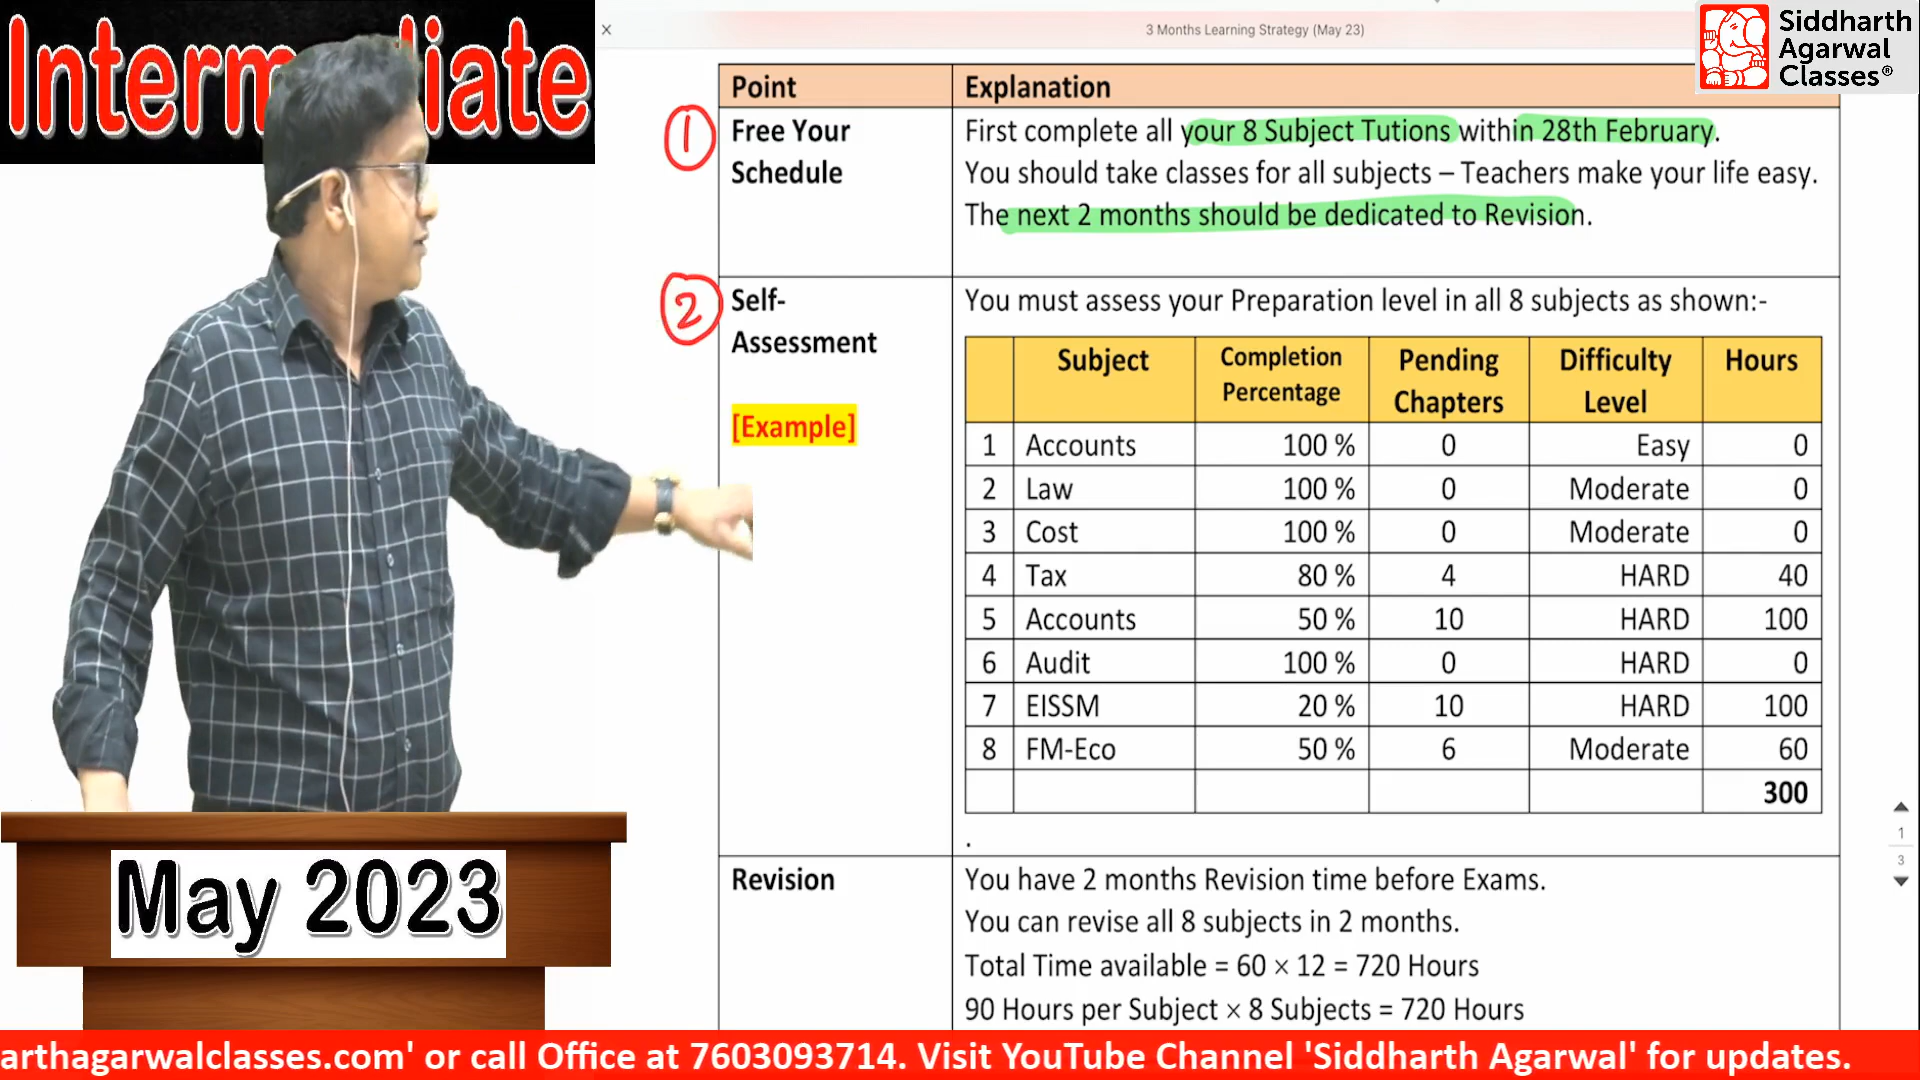 Intermediate
3 Months Learning Strategy (May 23)
Siddharth
Agarwal
Classes®
Point Explanation
1 Free Your Schedule First complete all your 8 Subject Tutions within 28th February.
You should take classes for all subjects – Teachers make your life easy.
The next 2 months should be dedicated to Revision.
2 Self-Assessment You must assess your Preparation level in all 8 subjects as shown:-
[Example]
Subject Completion Percentage Pending Chapters Difficulty Level Hours
1 Accounts 100 % 0 Easy 0
2 Law 100 % 0 Moderate 0
3 Cost 100 % 0 Moderate 0
4 Tax 80 % 4 HARD 40
5 Accounts 50 % 10 HARD 100
6 Audit 100 % 0 HARD 0
7 EISSM 20 % 10 HARD 100
8 FM-Eco 50 % 6 Moderate 60
300
.
Revision You have 2 months Revision time before Exams.
You can revise all 8 subjects in 2 months.
Total Time available = 60 × 12 = 720 Hours
90 Hours per Subject × 8 Subjects = 720 Hours
1
3
May 2023
arthagarwalclasses.com' or call Office at 7603093714. Visit YouTube Channel 'Siddharth Agarwal' for updates.